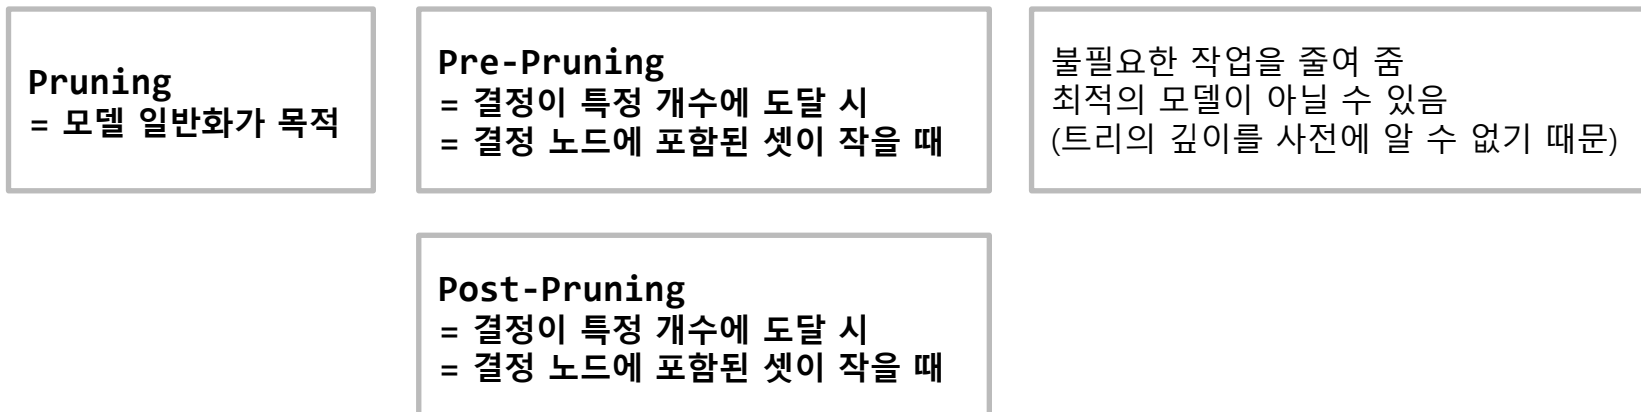 Pruning
= 모델 일반화가 목적
Pre-Pruning
= 결정이 특정 개수에 도달 시
= 결정 노드에 포함된 셋이 작을 때
불필요한 작업을 줄여 줌
최적의 모델이 아닐 수 있음
(트리의 깊이를 사전에 알 수 없기 때문)
Post-Pruning
= 결정이 특정 개수에 도달 시
= 결정 노드에 포함된 셋이 작을 때